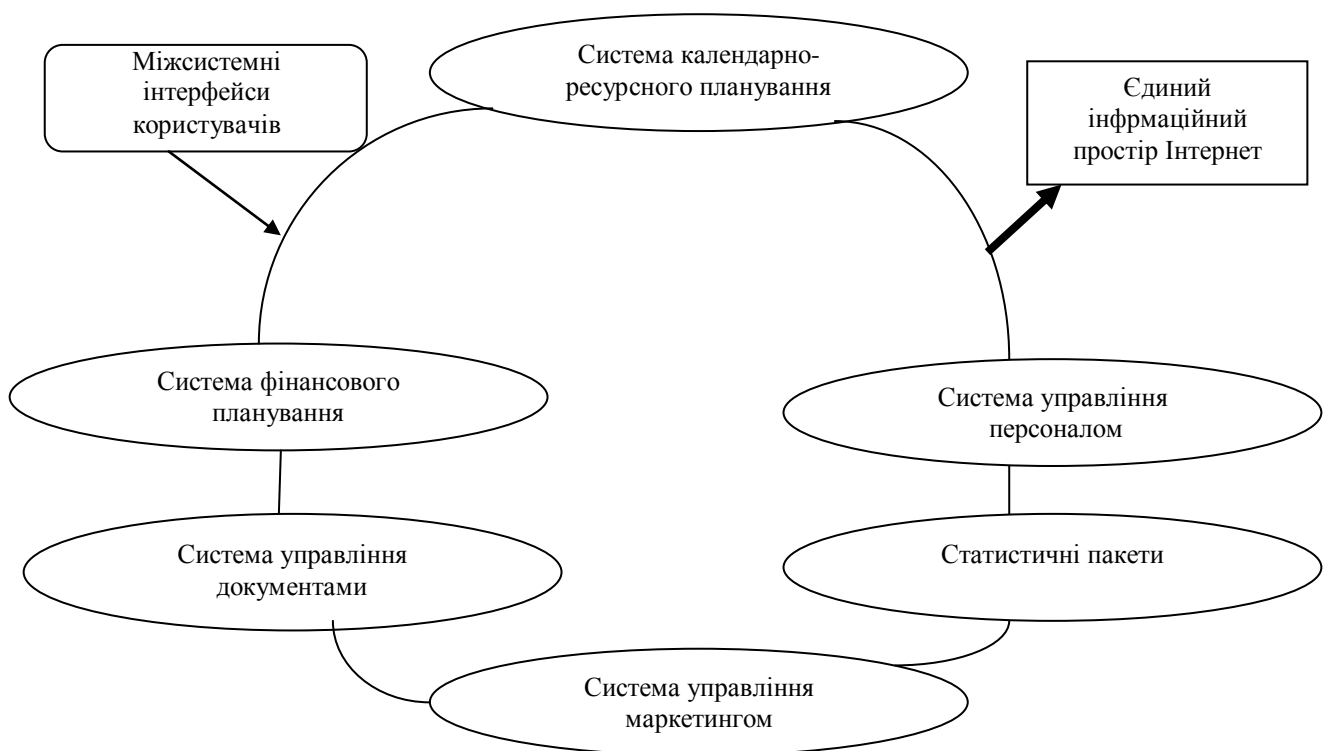 Міжсистемні
інтерфейси
користувачів
Система календарно-
ресурсного планування
Єдиний
інфрмаційний
простір Інтернет
Система фінансового
планування
Система управління
персоналом
Система управління
документами
Статистичні пакети
Система управління
маркетингом